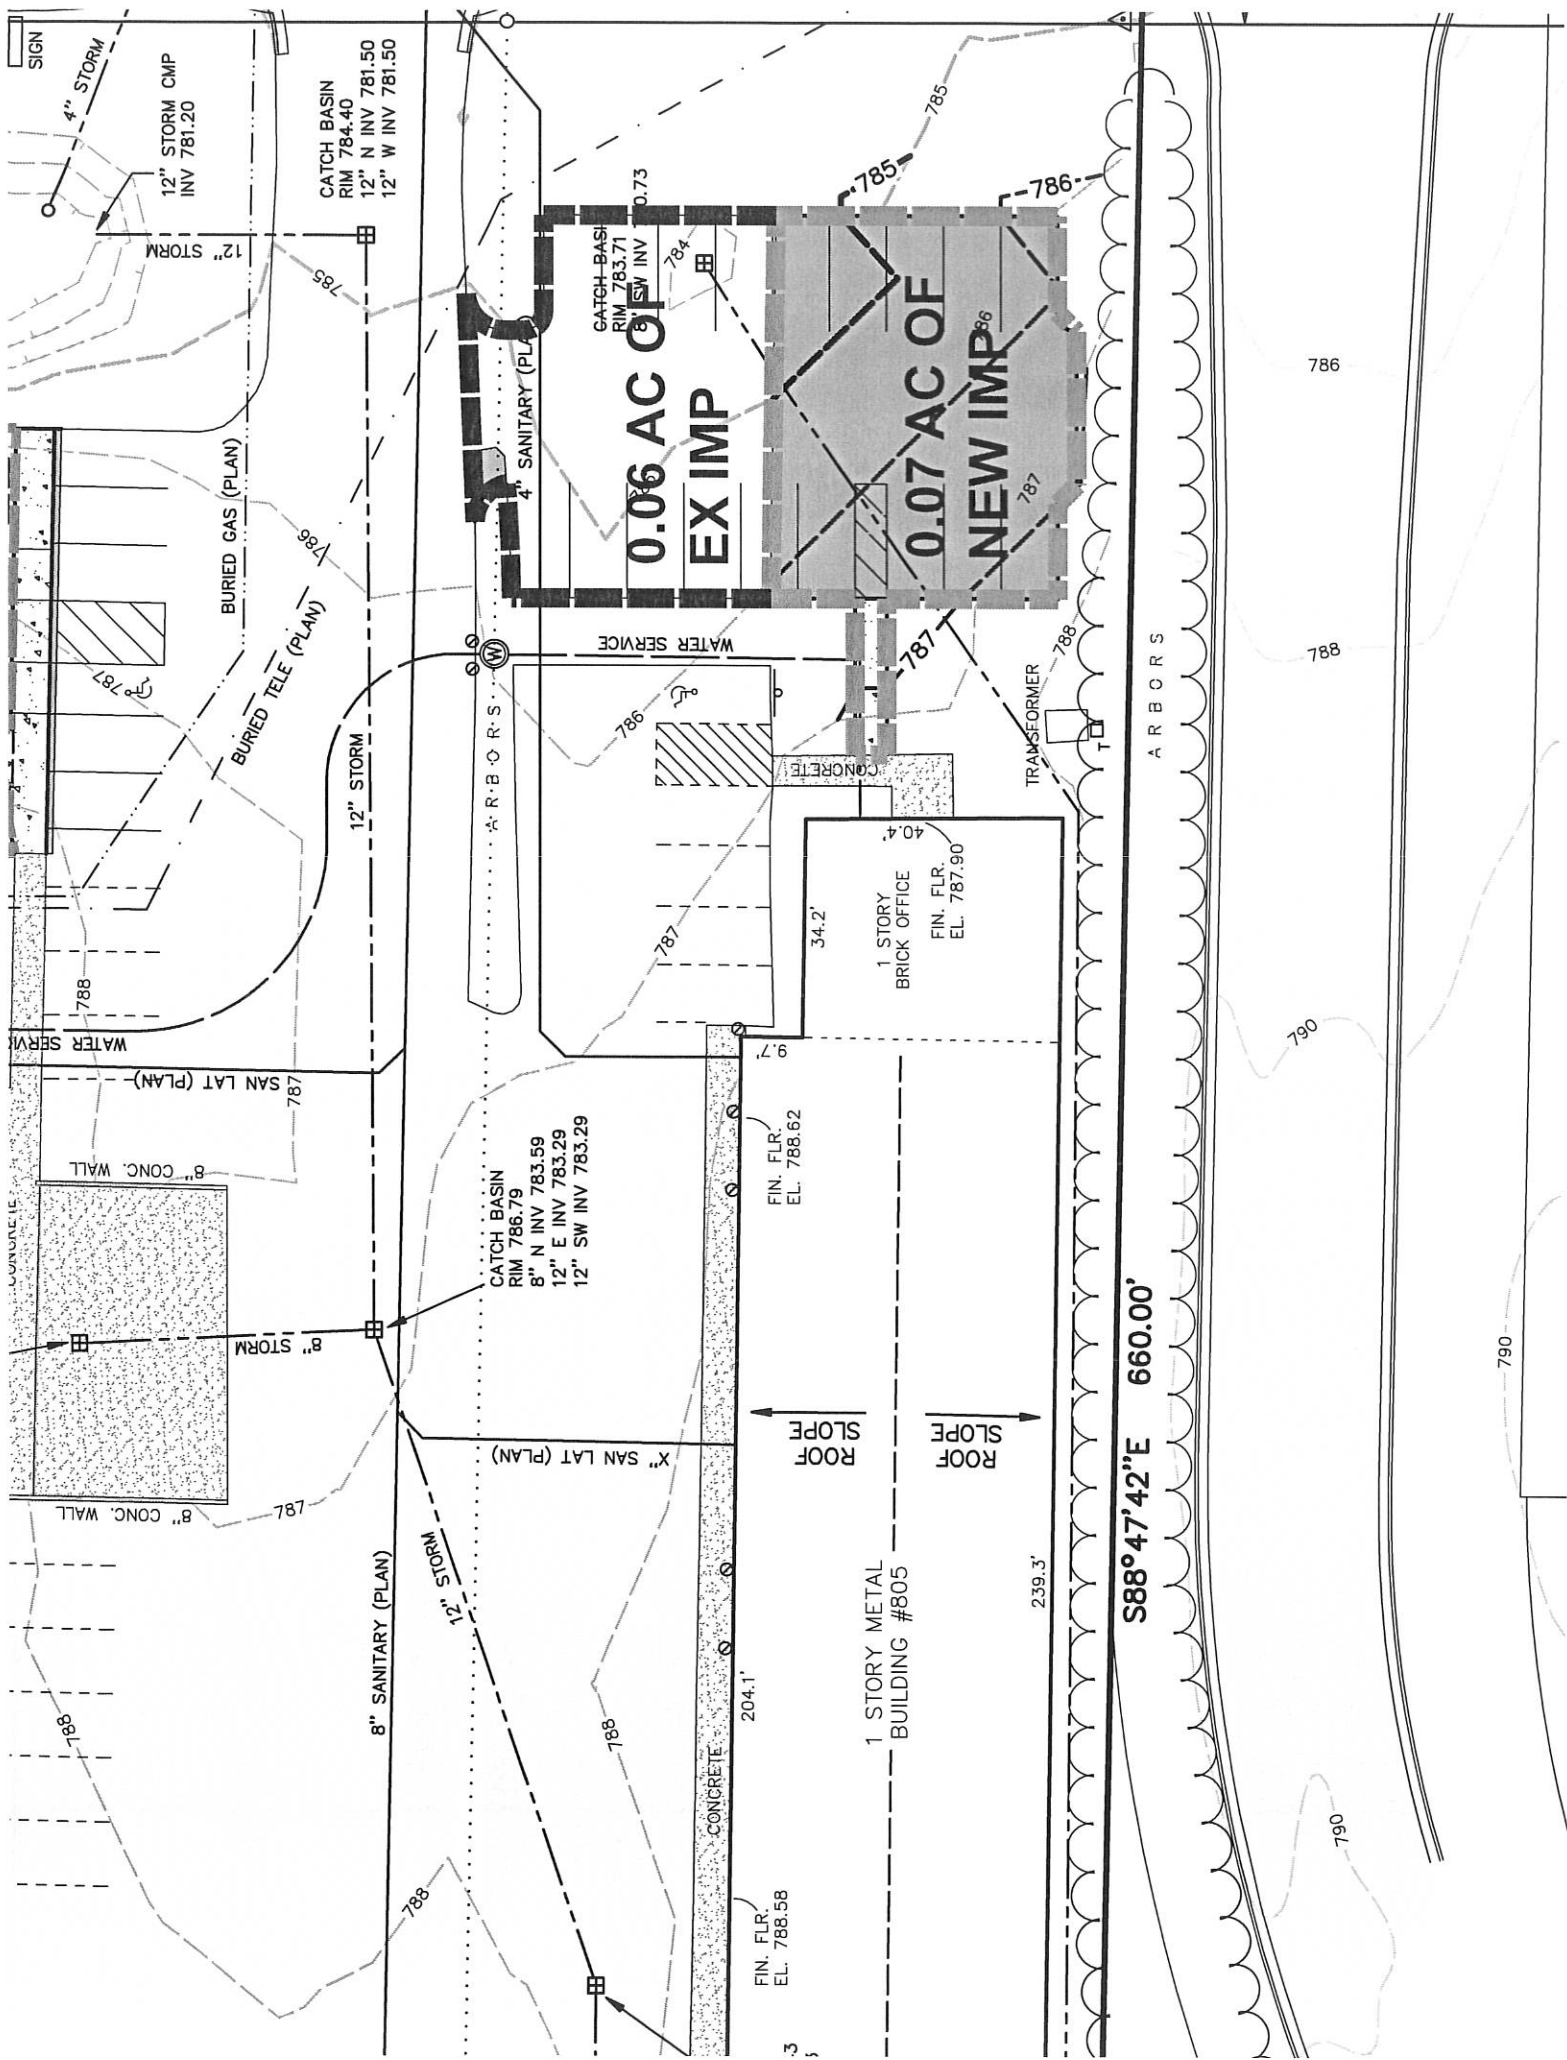 SIGN
4" STORM
12" STORM CMP
INV 781.20
CATCH BASIN
RIM 784.40
12" N INV 781.50
12" W INV 781.50
12" STORM
785
BURIED GAS (PLAN)
786
BURIED TELE (PLAN)
787
12" STORM
CATCH BASI
RIM 783.71
8" SW INV
0.73
784
4" SANITARY (PLA
0.06 AC OF
EX IMP
785
785
786
0.07 AC OF
NEW IMP
86
787
787
788
786
788
WATER SERVICE
W
ARBORS
786
CONCRETE
TRANSFORMER
T
ARBORS
40.4'
1 STORY
BRICK OFFICE
FIN. FLR.
EL. 787.90
34.2'
787
9.7'
788
WATER SERVI
SAN LAT (PLAN)
787
8" CONC. WALL
CONCRETE
8" STORM
CATCH BASIN
RIM 786.79
8" N INV 783.59
12" E INV 783.29
12" SW INV 783.29
FIN. FLR.
EL. 788.62
790
X" SAN LAT (PLAN)
ROOF
SLOPE
ROOF
SLOPE
S88°47'42"E 660.00'
790
8" CONC. WALL
787
8" SANITARY (PLAN)
12" STORM
1 STORY METAL
BUILDING #805
239.3'
204.1'
788
788
CONCRETE
788
FIN. FLR.
EL. 788.58
790